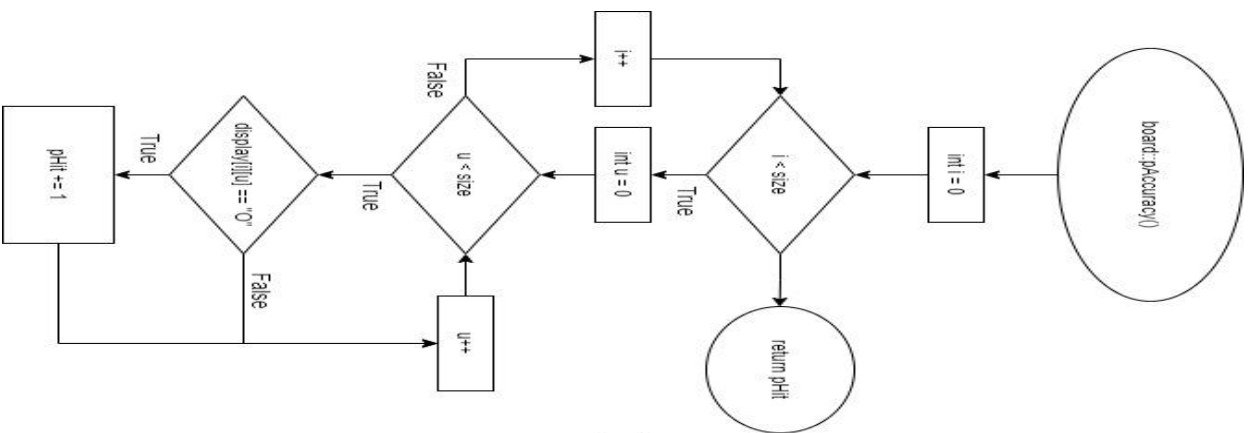 board::pAccuracy()
int i = 0
i < size
True
return pHit
int u = 0
i++
u < size
False
True
u++
display[i][u] == "O"
False
True
pHit += 1